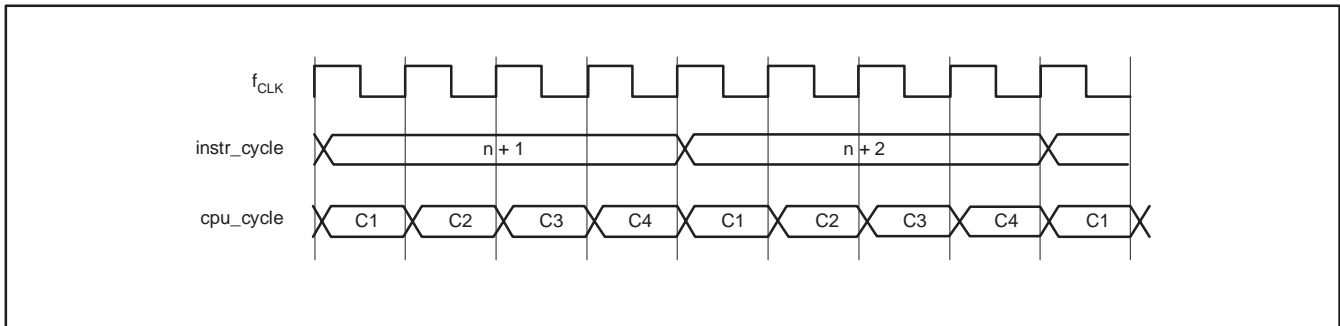 fCLK
instr_cycle n + 1 n + 2
cpu_cycle C1 C2 C3 C4 C1 C2 C3 C4 C1